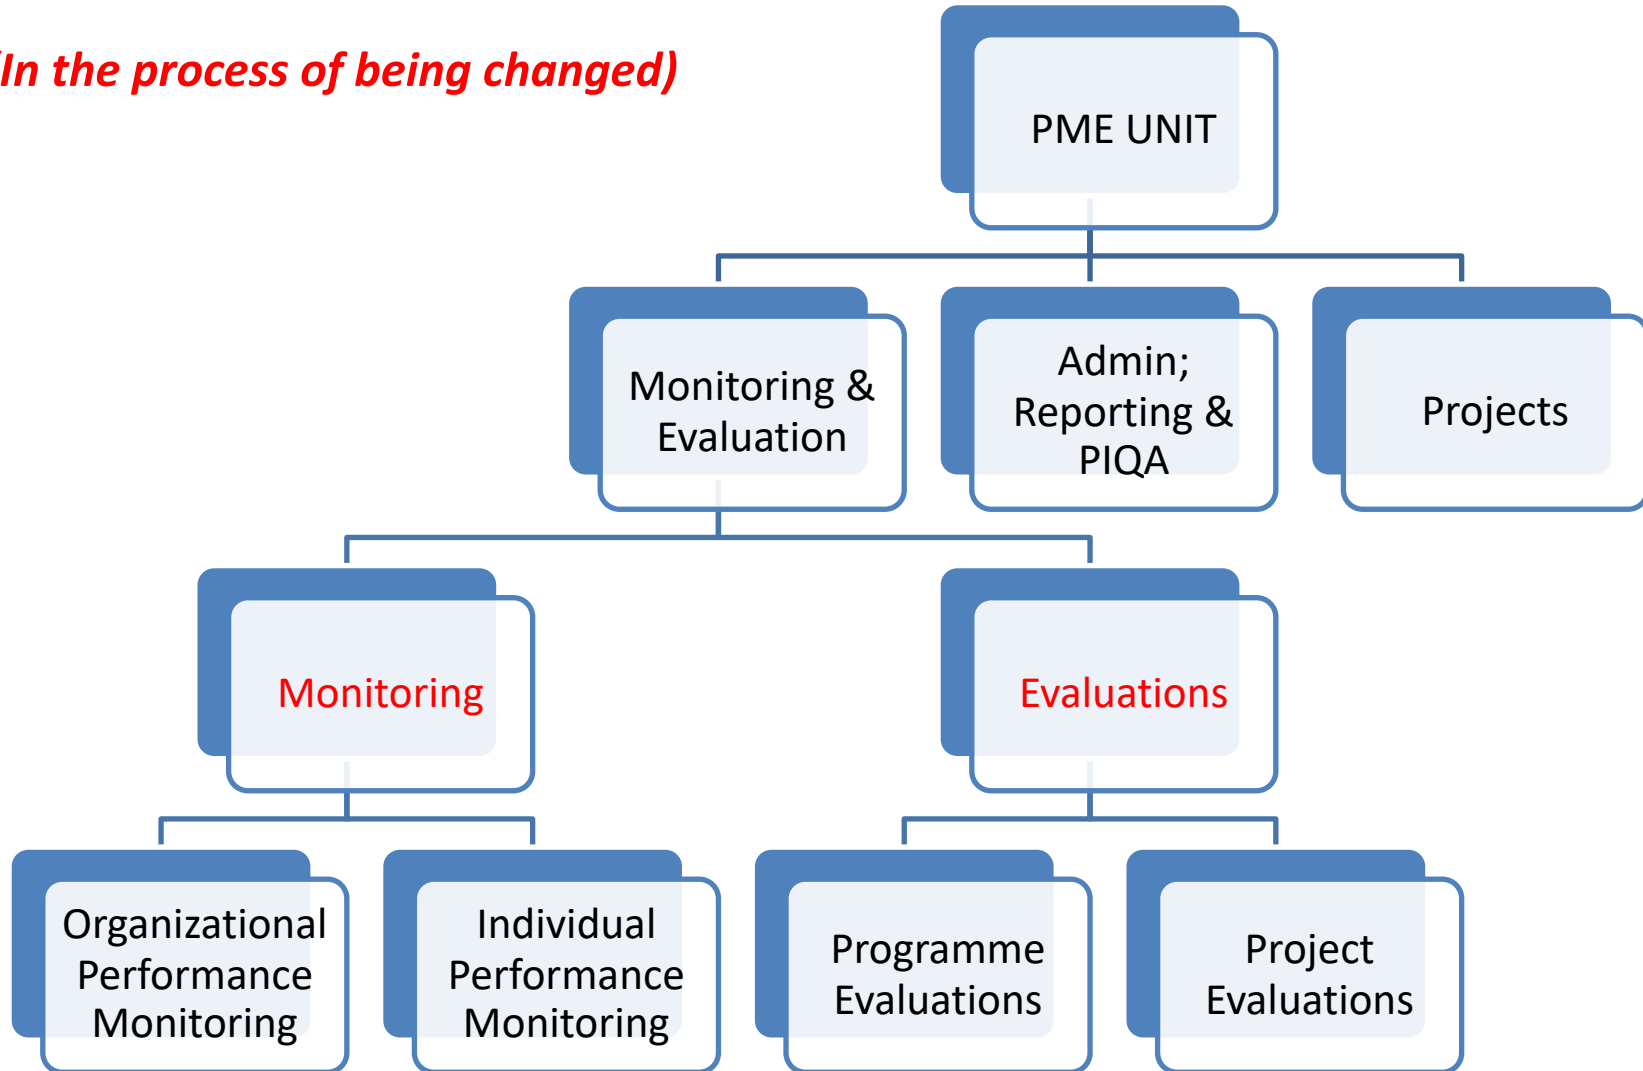 (In the process of being changed)
PME UNIT
Monitoring &
Evaluation
Admin;
Reporting &
PIQA
Projects
Monitoring
Evaluations
Organizational
Performance
Monitoring
Individual
Performance
Monitoring
Programme
Evaluations
Project
Evaluations